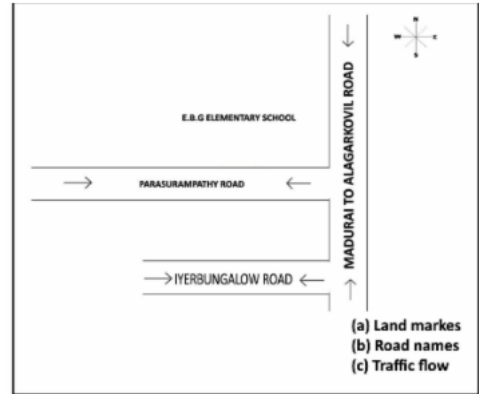 N
W E
S
E.B.G ELEMENTARY SCHOOL
MADURAI TO ALAGARKOVIL ROAD
PARASURAMPATHY ROAD
IYERBUNGALOW ROAD
(a) Land markes
(b) Road names
(c) Traffic flow